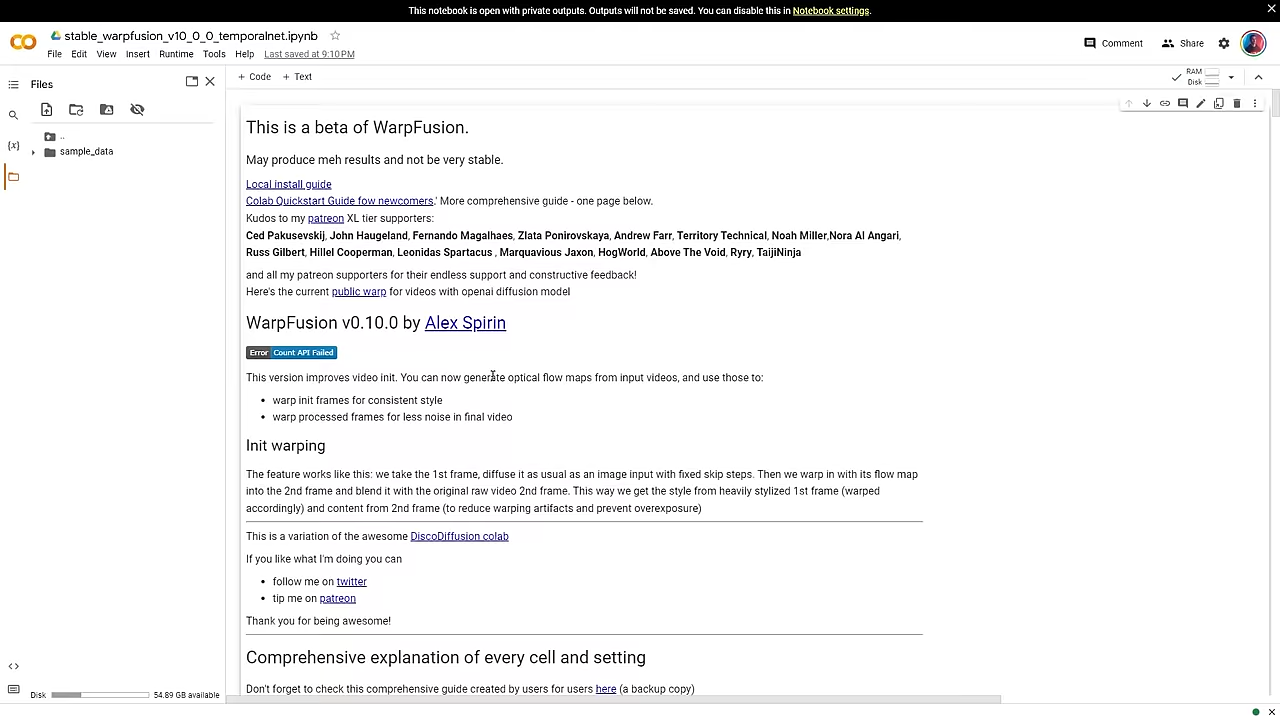 This notebook is open with private outputs. Outputs will not be saved. You can disable this in Notebook settings.
stable_warpfusion_v10_0_0_temporalnet.ipynb
File Edit View Insert Runtime Tools Help Last saved at 9:10 PM
Comment Share
Files
+ Code + Text
RAM
Disk
..
sample_data
{x}
This is a beta of WarpFusion.
May produce meh results and not be very stable.
Local install guide
Colab Quickstart Guide fow newcomers.' More comprehensive guide - one page below.
Kudos to my patreon XL tier supporters:
Ced Pakusevskij, John Haugeland, Fernando Magalhaes, Zlata Ponirovskaya, Andrew Farr, Territory Technical, Noah Miller,Nora Al Angari,
Russ Gilbert, Hillel Cooperman, Leonidas Spartacus , Marquavious Jaxon, HogWorld, Above The Void, Ryry, TaijiNinja
and all my patreon supporters for their endless support and constructive feedback!
Here's the current public warp for videos with openai diffusion model
WarpFusion v0.10.0 by Alex Spirin
Error Count API Failed
This version improves video init. You can now generate optical flow maps from input videos, and use those to:
• warp init frames for consistent style
• warp processed frames for less noise in final video
Init warping
The feature works like this: we take the 1st frame, diffuse it as usual as an image input with fixed skip steps. Then we warp in with its flow map
into the 2nd frame and blend it with the original raw video 2nd frame. This way we get the style from heavily stylized 1st frame (warped
accordingly) and content from 2nd frame (to reduce warping artifacts and prevent overexposure)
This is a variation of the awesome DiscoDiffusion colab
If you like what I'm doing you can
• follow me on twitter
• tip me on patreon
Thank you for being awesome!
Comprehensive explanation of every cell and setting
Don't forget to check this comprehensive guide created by users for users here (a backup copy)
Disk 54.89 GB available